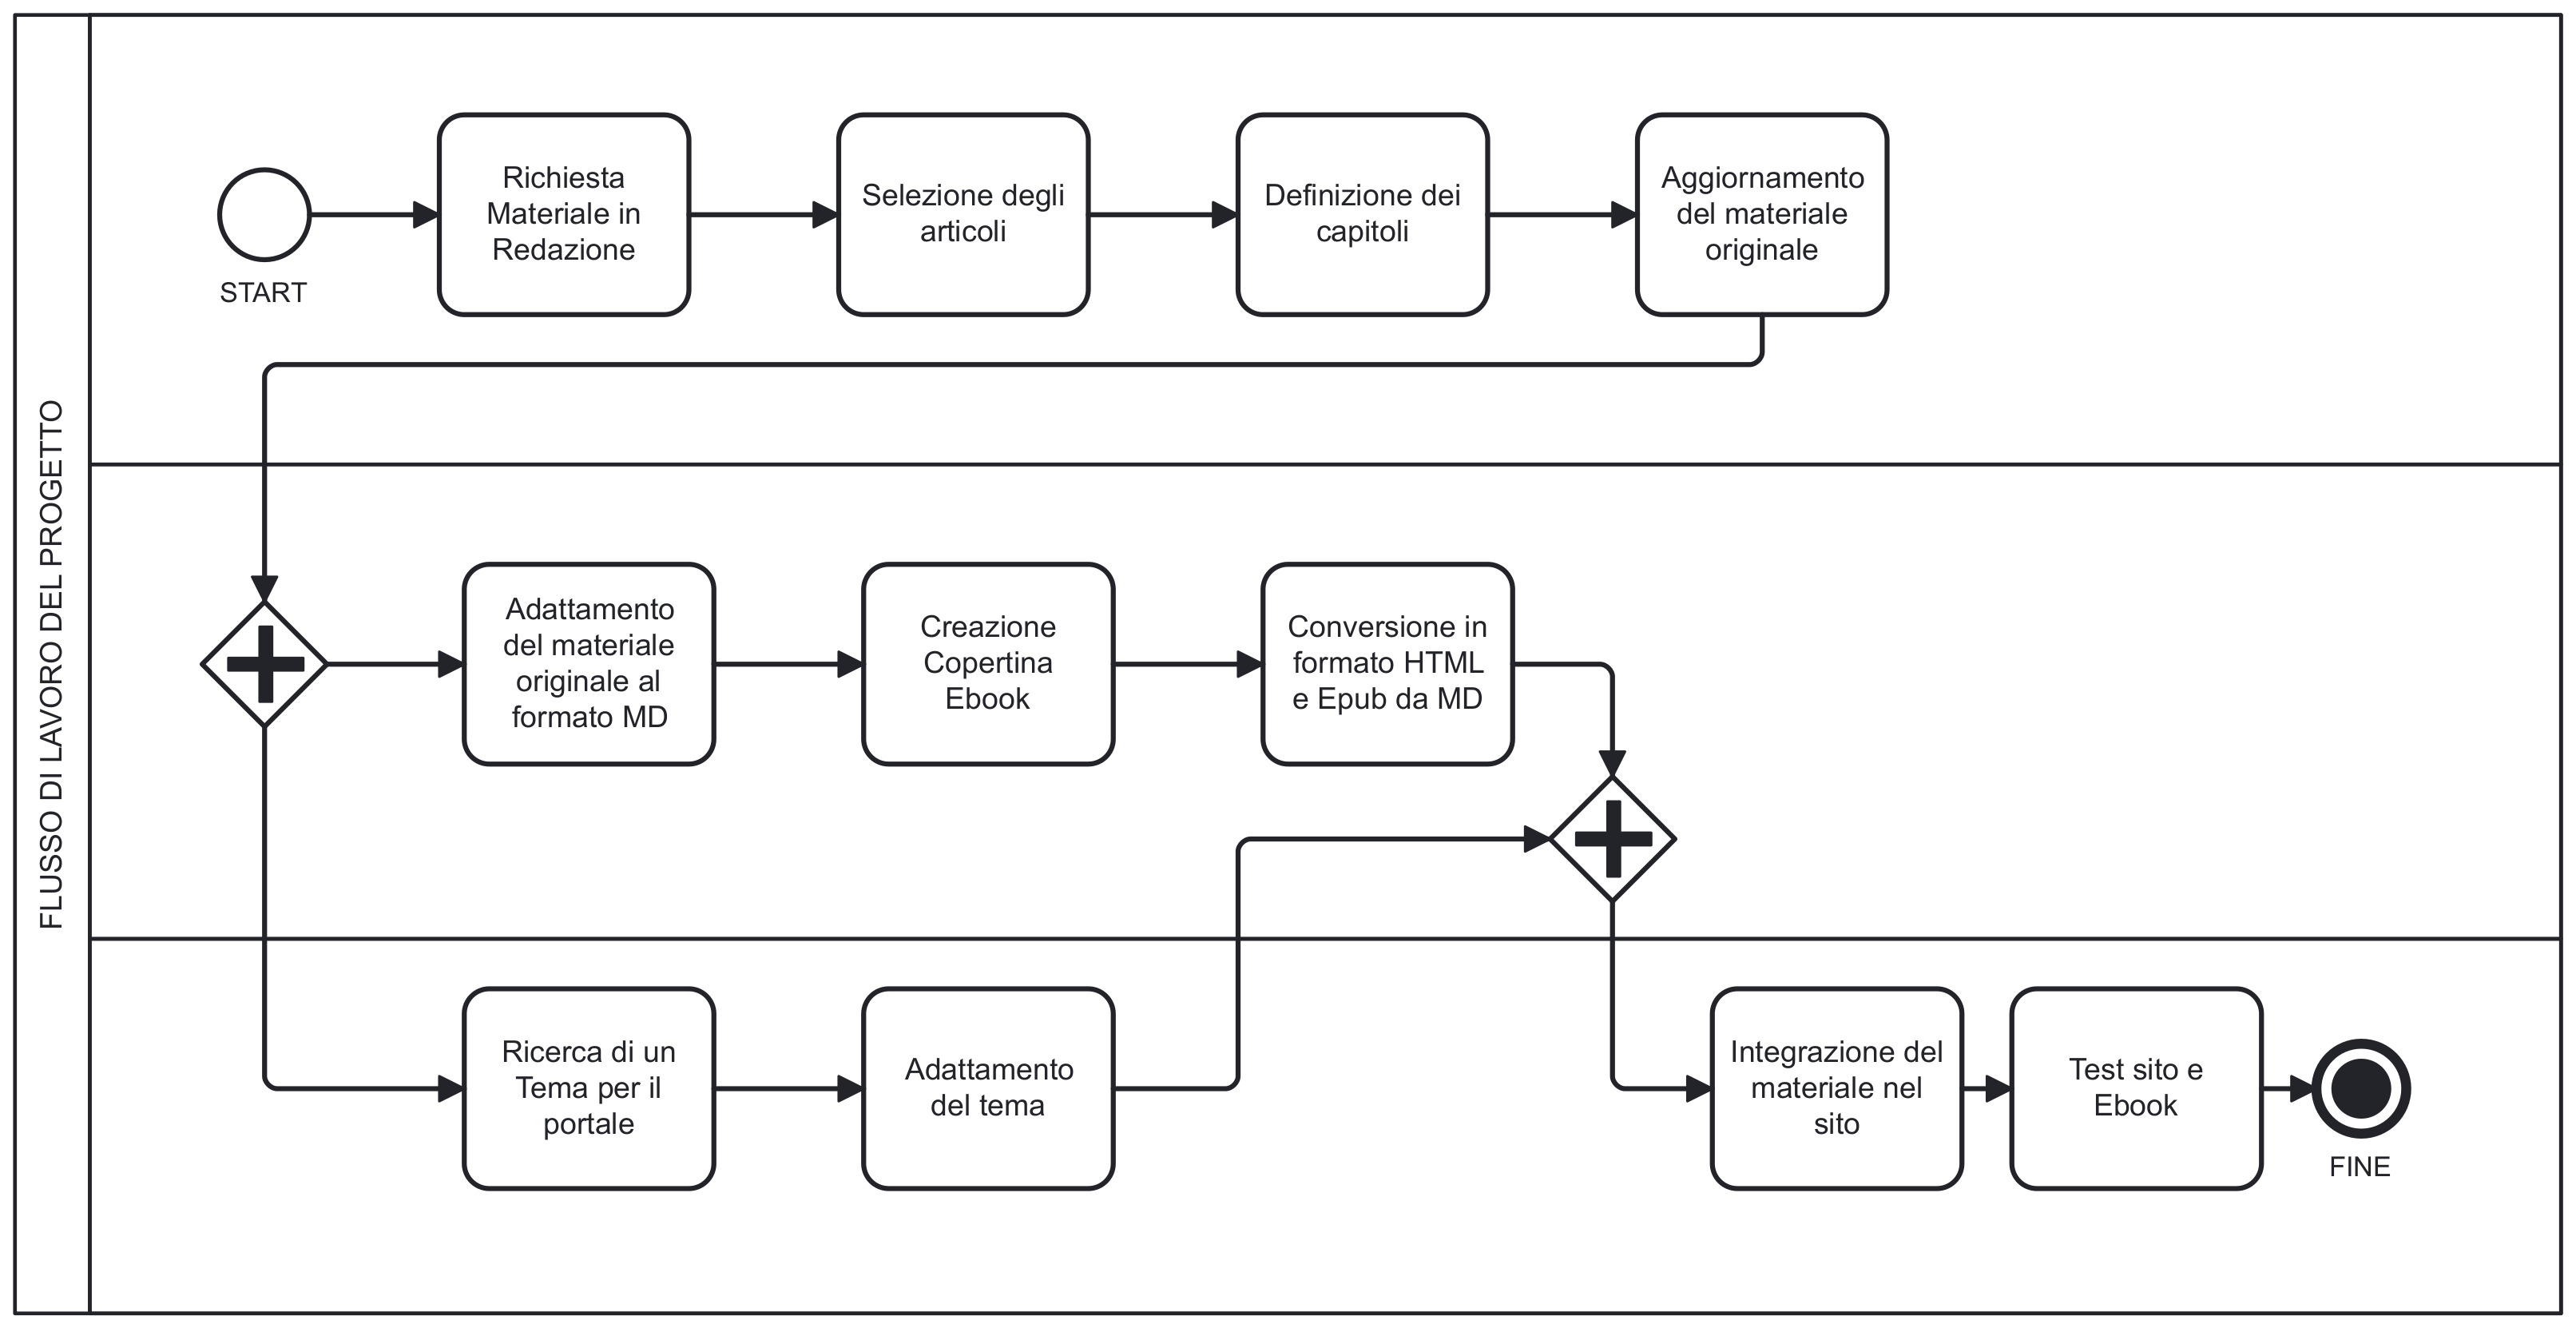 FLUSSO DI LAVORO DEL PROGETTO
START
Richiesta
Materiale in
Redazione
Selezione degli
articoli
Definizione dei
capitoli
Aggiornamento
del materiale
originale
Adattamento
del materiale
originale al
formato MD
Creazione
Copertina
Ebook
Conversione in
formato HTML
e Epub da MD
Ricerca di un
Tema per il
portale
Adattamento
del tema
Integrazione del
materiale nel
sito
Test sito e
Ebook
FINE